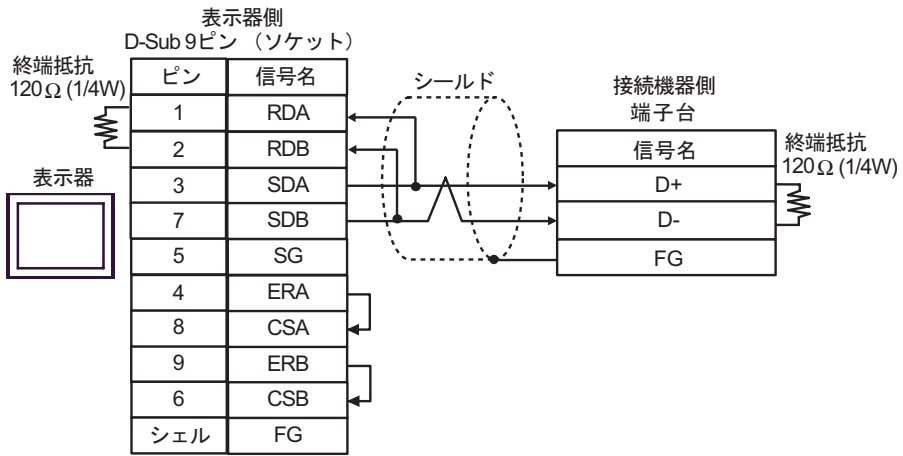 表示器側
D-Sub 9ピン （ソケット）
終端抵抗
120Ω (1/4W)
表示器
ピン 信号名
1 RDA
2 RDB
3 SDA
7 SDB
5 SG
4 ERA
8 CSA
9 ERB
6 CSB
シェル FG
シールド
接続機器側
端子台
信号名
D+
D-
FG
終端抵抗
120Ω (1/4W)